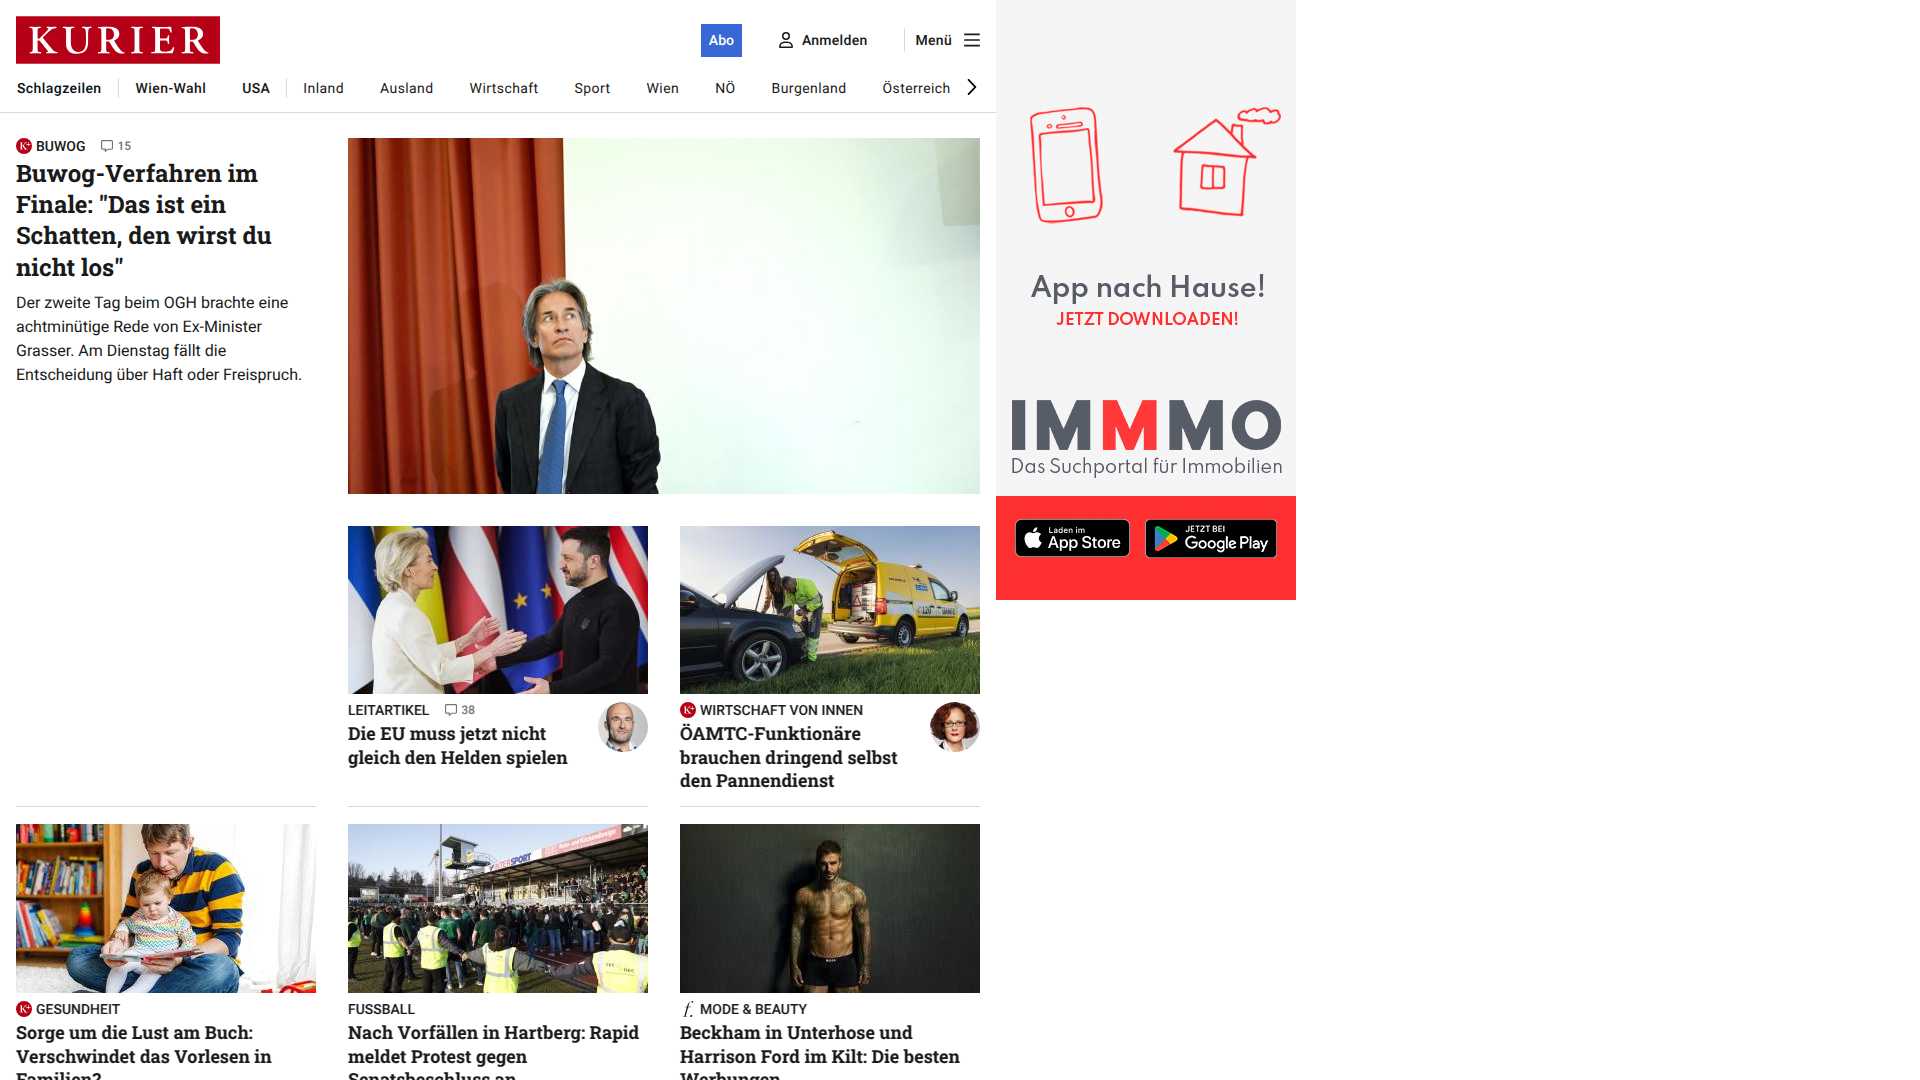 KURIER
Abo
Anmelden
Menü
Schlagzeilen
Wien-Wahl
USA
Inland
Ausland
Wirtschaft
Sport
Wien
NÖ
Burgenland
Österreich
BUWOG 15
Buwog-Verfahren im
Finale: "Das ist ein
Schatten, den wirst du
nicht los"
Der zweite Tag beim OGH brachte eine
achtminütige Rede von Ex-Minister
Grasser. Am Dienstag fällt die
Entscheidung über Haft oder Freispruch.
LEITARTIKEL 38
Die EU muss jetzt nicht
gleich den Helden spielen
WIRTSCHAFT VON INNEN
ÖAMTC-Funktionäre
brauchen dringend selbst
den Pannendienst
GESUNDHEIT
Sorge um die Lust am Buch:
Verschwindet das Vorlesen in
Familien?
FUSSBALL
Nach Vorfällen in Hartberg: Rapid
meldet Protest gegen
Senatsbeschluss an
MODE & BEAUTY
Beckham in Unterhose und
Harrison Ford im Kilt: Die besten
Werbungen
App nach Hause!
JETZT DOWNLOADEN!
IMMMO
Das Suchportal für Immobilien
Laden im
App Store
JETZT BEI
Google Play